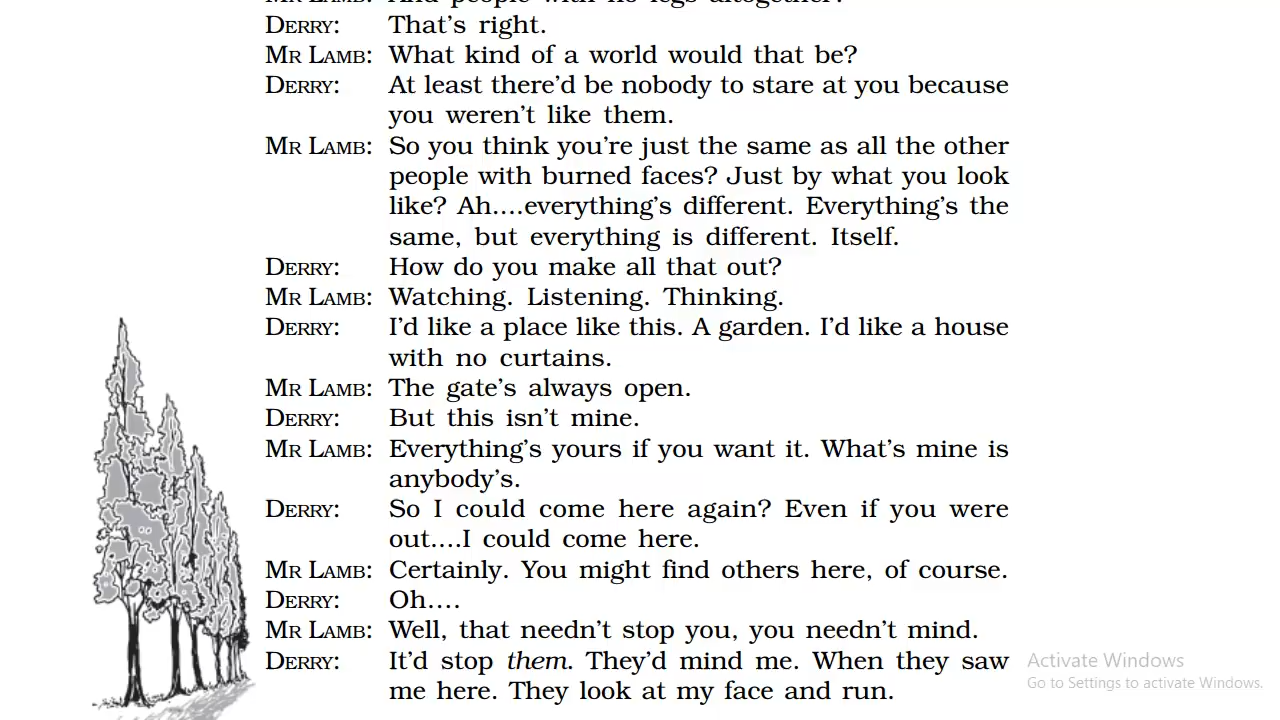 MR LAMB: And people with no legs altogether?
DERRY: That's right.
MR LAMB: What kind of a world would that be?
DERRY: At least there'd be nobody to stare at you because
you weren't like them.
MR LAMB: So you think you're just the same as all the other
people with burned faces? Just by what you look
like? Ah....everything's different. Everything's the
same, but everything is different. Itself.
DERRY: How do you make all that out?
MR LAMB: Watching. Listening. Thinking.
DERRY: I'd like a place like this. A garden. I'd like a house
with no curtains.
MR LAMB: The gate's always open.
DERRY: But this isn't mine.
MR LAMB: Everything's yours if you want it. What's mine is
anybody's.
DERRY: So I could come here again? Even if you were
out....I could come here.
MR LAMB: Certainly. You might find others here, of course.
DERRY: Oh....
MR LAMB: Well, that needn't stop you, you needn't mind.
DERRY: It'd stop them. They'd mind me. When they saw
me here. They look at my face and run.
Activate Windows
Go to Settings to activate Windows.